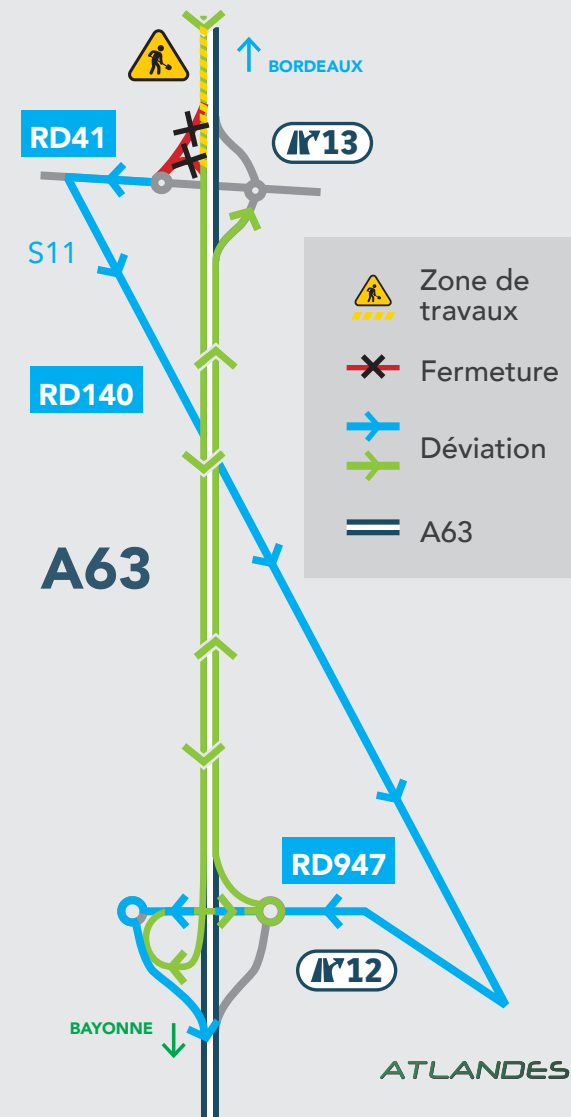 BORDEAUX
RD41
13
S11
Zone de
travaux
RD140
Fermeture
Déviation
A63
A63
RD947
12
BAYONNE
ATLANDES